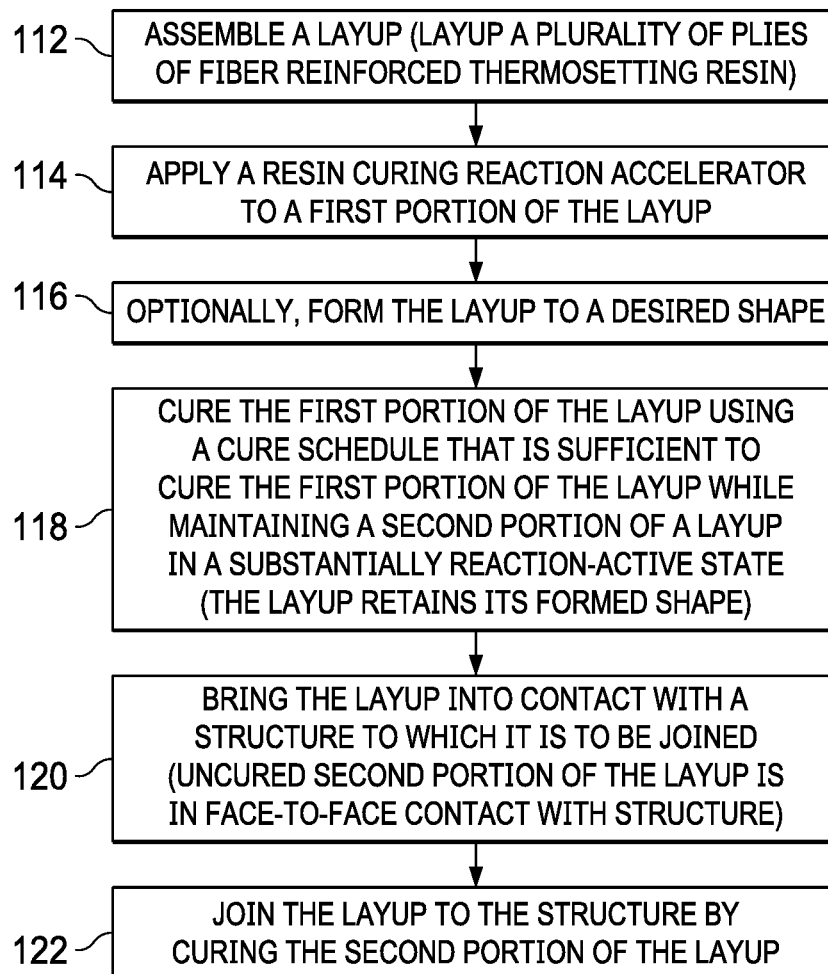 112
ASSEMBLE A LAYUP (LAYUP A PLURALITY OF PLIES
OF FIBER REINFORCED THERMOSETTING RESIN)
114
APPLY A RESIN CURING REACTION ACCELERATOR
TO A FIRST PORTION OF THE LAYUP
116
OPTIONALLY, FORM THE LAYUP TO A DESIRED SHAPE
118
CURE THE FIRST PORTION OF THE LAYUP USING
A CURE SCHEDULE THAT IS SUFFICIENT TO
CURE THE FIRST PORTION OF THE LAYUP WHILE
MAINTAINING A SECOND PORTION OF A LAYUP
IN A SUBSTANTIALLY REACTION-ACTIVE STATE
(THE LAYUP RETAINS ITS FORMED SHAPE)
120
BRING THE LAYUP INTO CONTACT WITH A
STRUCTURE TO WHICH IT IS TO BE JOINED
(UNCURED SECOND PORTION OF THE LAYUP IS
IN FACE-TO-FACE CONTACT WITH STRUCTURE)
122
JOIN THE LAYUP TO THE STRUCTURE BY
CURING THE SECOND PORTION OF THE LAYUP